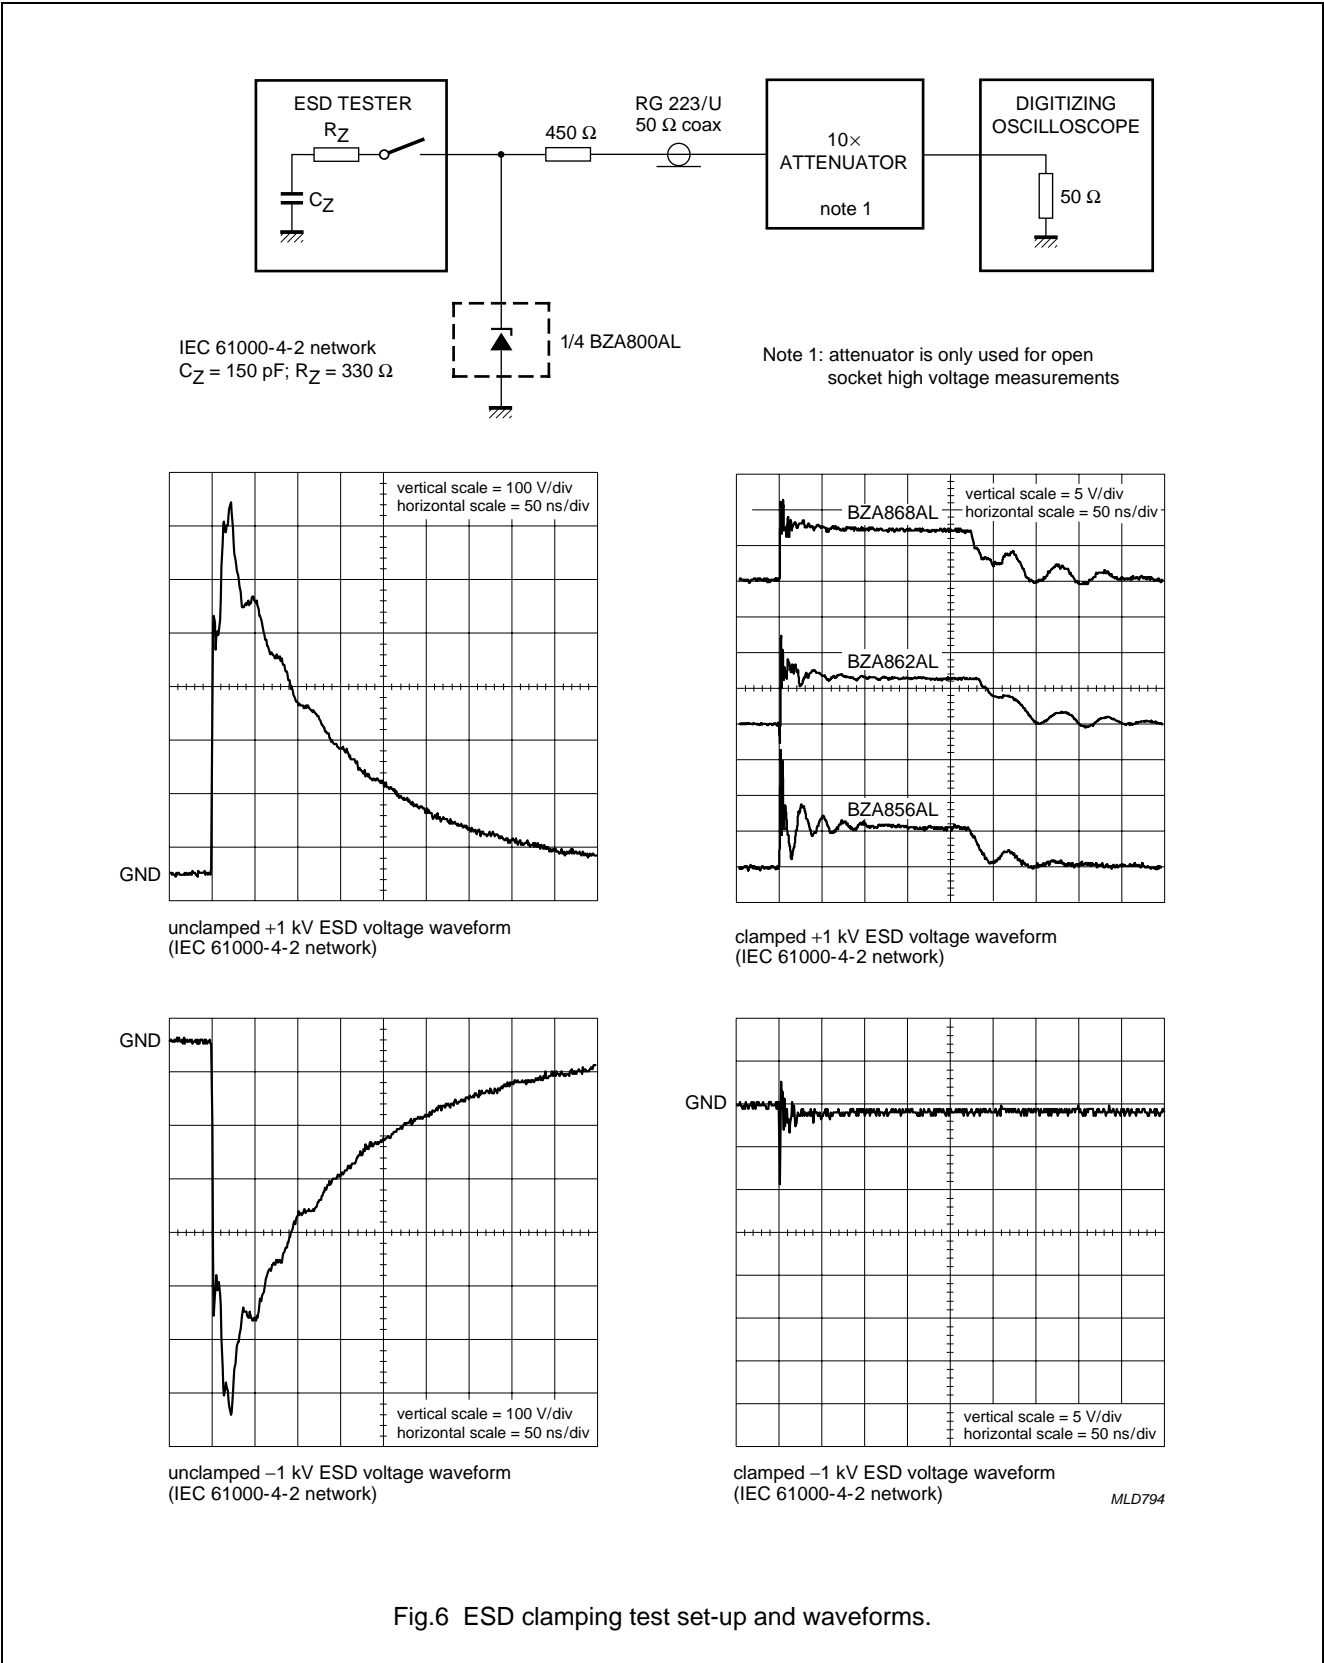 ESD TESTER
RZ
CZ
450 Ω
RG 223/U
50 Ω coax
10×
ATTENUATOR
note 1
DIGITIZING
OSCILLOSCOPE
50 Ω
1/4 BZA800AL
IEC 61000-4-2 network
CZ = 150 pF; RZ = 330 Ω
Note 1: attenuator is only used for open
socket high voltage measurements
vertical scale = 100 V/div
horizontal scale = 50 ns/div
GND
unclamped +1 kV ESD voltage waveform
(IEC 61000-4-2 network)
vertical scale = 5 V/div
horizontal scale = 50 ns/div
BZA868AL
BZA862AL
BZA856AL
clamped +1 kV ESD voltage waveform
(IEC 61000-4-2 network)
GND
vertical scale = 100 V/div
horizontal scale = 50 ns/div
unclamped −1 kV ESD voltage waveform
(IEC 61000-4-2 network)
GND
vertical scale = 5 V/div
horizontal scale = 50 ns/div
clamped −1 kV ESD voltage waveform
(IEC 61000-4-2 network)
MLD794
Fig.6 ESD clamping test set-up and waveforms.